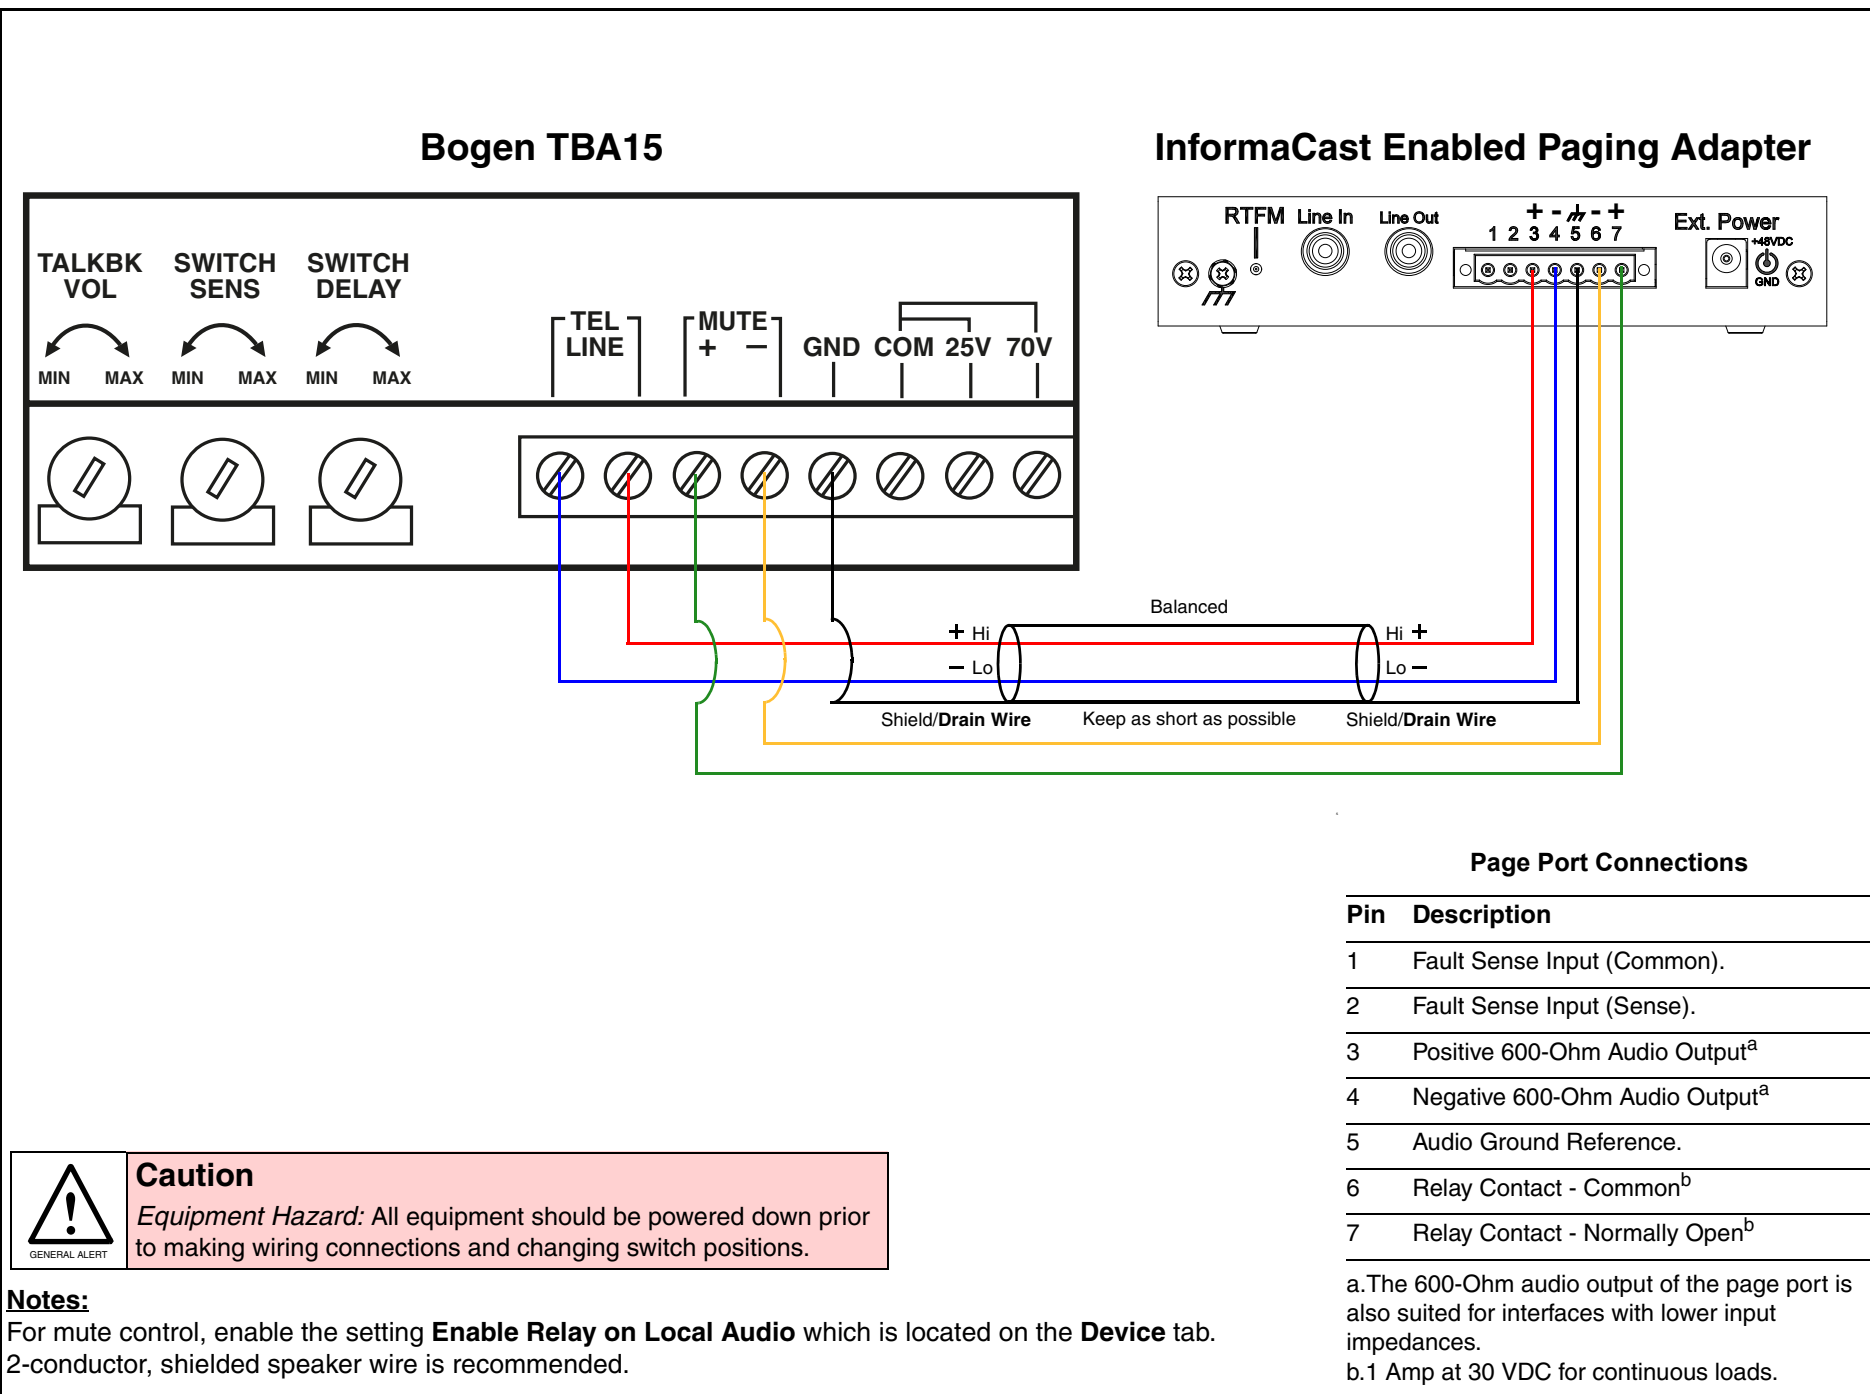 Bogen TBA15
InformaCast Enabled Paging Adapter
TALKBK
VOL
SWITCH
SENS
SWITCH
DELAY
MIN MAX MIN MAX MIN MAX
TEL
LINE
MUTE
+ −
GND COM 25V 70V
RTFM Line In Line Out
+ - - +
1 2 3 4 5 6 7
Ext. Power
+48VDC
GND
Balanced
+ Hi
Hi +
− Lo
Lo −
Shield/Drain Wire
Keep as short as possible
Shield/Drain Wire
Page Port Connections
Pin Description
1 Fault Sense Input (Common).
2 Fault Sense Input (Sense).
3 Positive 600-Ohm Audio Outputa
4 Negative 600-Ohm Audio Outputa
5 Audio Ground Reference.
6 Relay Contact - Commonb
7 Relay Contact - Normally Openb
a.The 600-Ohm audio output of the page port is
also suited for interfaces with lower input
impedances.
b.1 Amp at 30 VDC for continuous loads.
!
GENERAL ALERT
Caution
Equipment Hazard: All equipment should be powered down prior
to making wiring connections and changing switch positions.
Notes:
For mute control, enable the setting Enable Relay on Local Audio which is located on the Device tab.
2-conductor, shielded speaker wire is recommended.